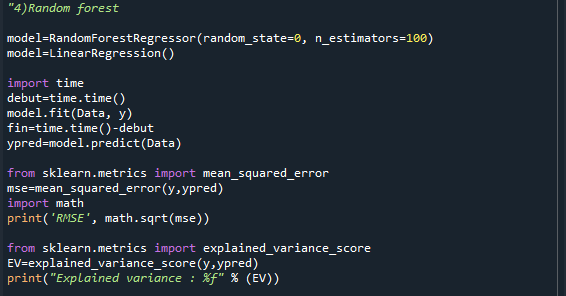 "4)Random forest
model=RandomForestRegressor(random_state=0, n_estimators=100)
model=LinearRegression()
import time
debut=time.time()
model.fit(Data, y)
fin=time.time()-debut
ypred=model.predict(Data)
from sklearn.metrics import mean_squared_error
mse=mean_squared_error(y,ypred)
import math
print('RMSE', math.sqrt(mse))
from sklearn.metrics import explained_variance_score
EV=explained_variance_score(y,ypred)
print("Explained variance : %f" % (EV))